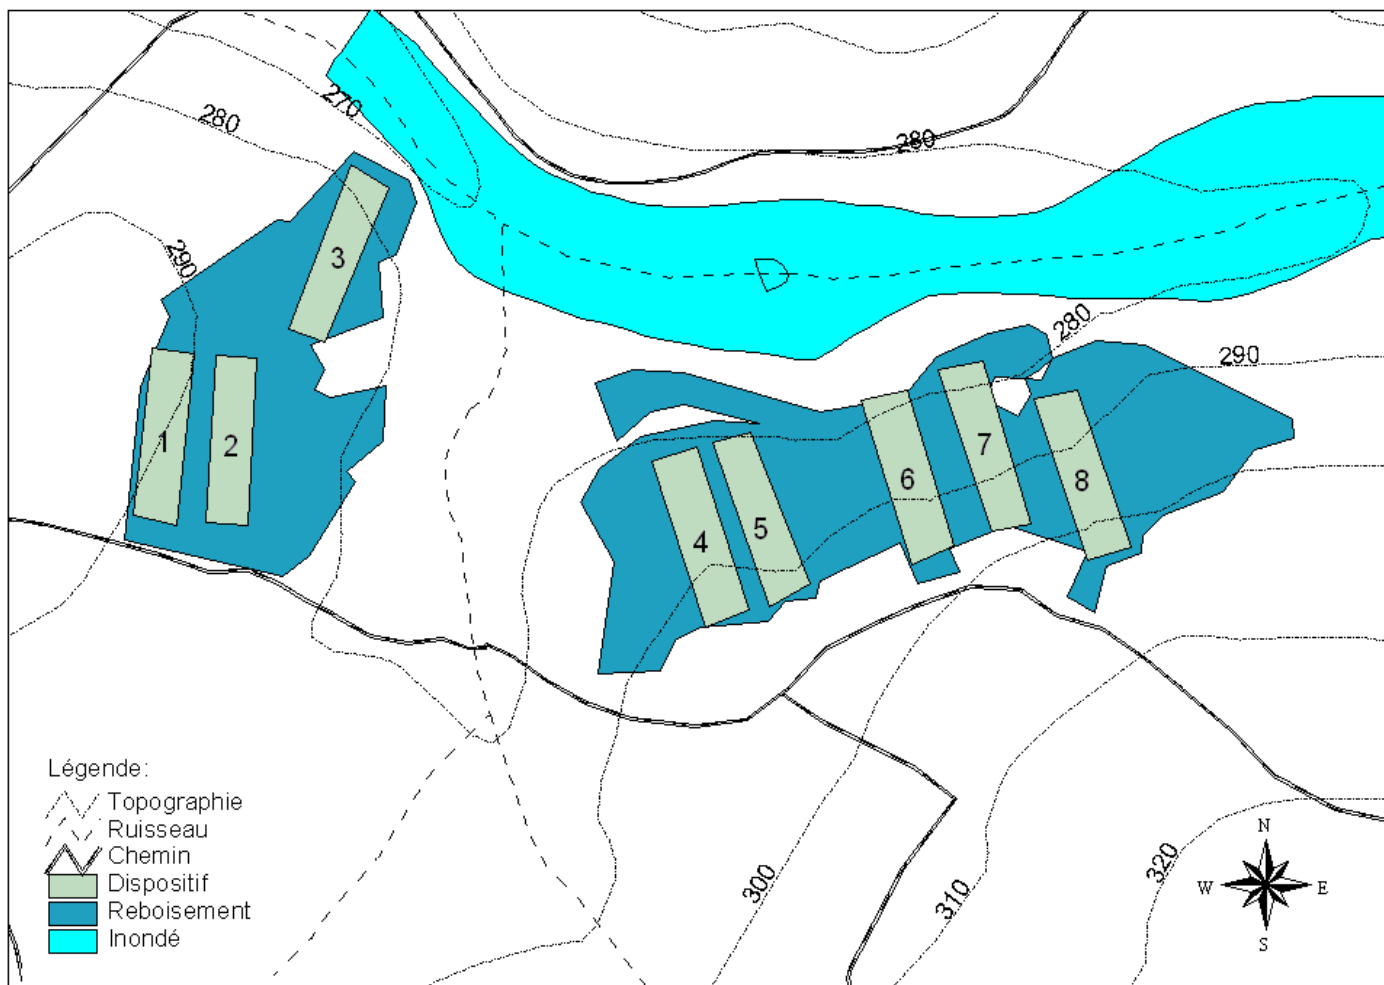 270
280
280
290
3
280
290
1
2
6
7
8
4
5
Légende:
Topographie
Ruisseau
Chemin
Dispositif
Reboisement
Inondé
300
310
320
N
W E
S